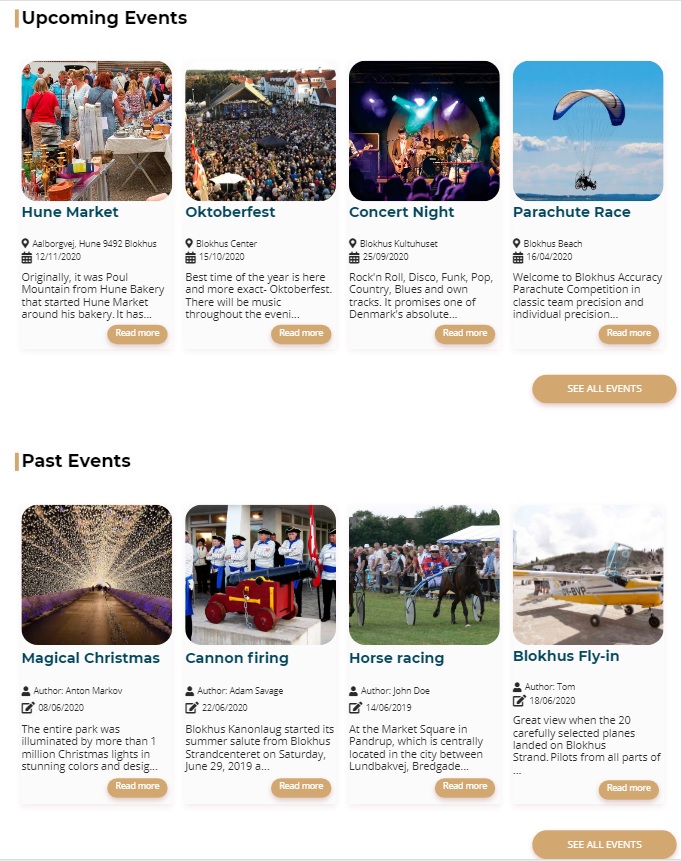 Upcoming Events
Hune Market
Aalborgvej, Hune 9492 Blokhus
12/11/2020
Originally, it was Poul
Mountain from Hune Bakery
that started Hune Market
around his bakery. It has...
Read more
Oktoberfest
Blokhus Center
15/10/2020
Best time of the year is here
and more exact- Oktoberfest.
There will be music
throughout the eveni...
Read more
Concert Night
Blokhus Kultuhuset
25/09/2020
Rock'n Roll, Disco, Funk, Pop,
Country, Blues and own
tracks. It promises one of
Denmark's absolute...
Read more
Parachute Race
Blokhus Beach
16/04/2020
Welcome to Blokhus Accuracy
Parachute Competition in
classic team precision and
individual precision...
Read more
SEE ALL EVENTS
Past Events
Magical Christmas
Author: Anton Markov
08/06/2020
The entire park was
illuminated by more than 1
million Christmas lights in
stunning colors and desig...
Read more
Cannon firing
Author: Adam Savage
22/06/2020
Blokhus Kanonlaug started its
summer salute from Blokhus
Strandcenteret on Saturday,
June 29, 2019 a...
Read more
Horse racing
Author: John Doe
14/06/2019
At the Market Square in
Pandrup, which is centrally
located in the city between
Lundbakvej, Bredgade...
Read more
Blokhus Fly-in
Author: Tom
18/06/2020
Great view when the 20
carefully selected planes
landed on Blokhus
Strand. Pilots from all parts of
...
Read more
SEE ALL EVENTS